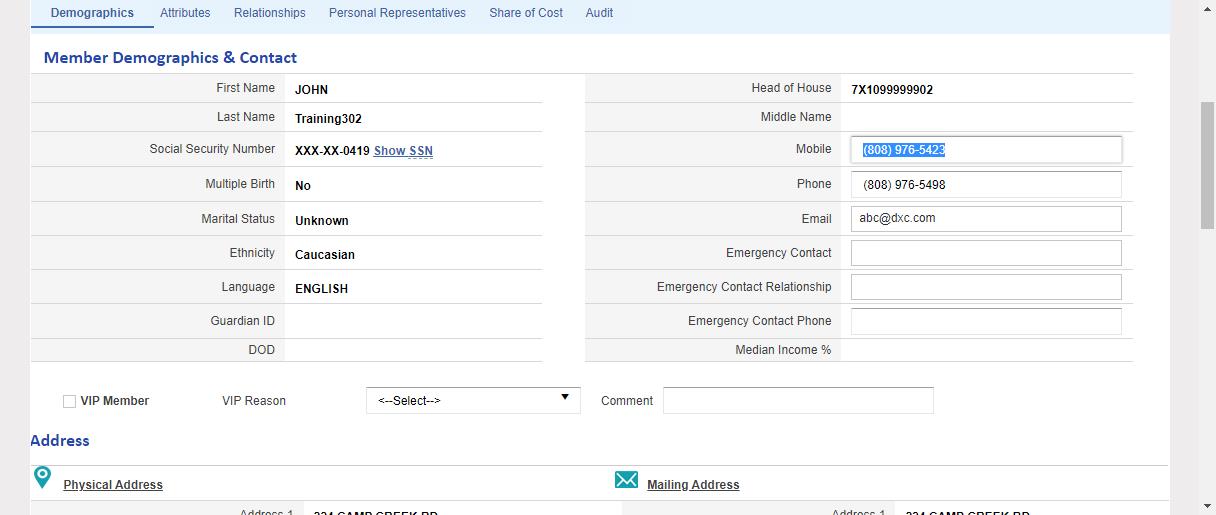 Demographics Attributes Relationships Personal Representatives Share of Cost Audit
Member Demographics & Contact
First Name JOHN Head of House 7X1099999902
Last Name Training302 Middle Name
Social Security Number XXX-XX-0419 Show SSN Mobile (808) 976-5423
Multiple Birth No Phone (808) 976-5498
Marital Status Unknown Email abc@dxc.com
Ethnicity Caucasian Emergency Contact
Language ENGLISH Emergency Contact Relationship
Guardian ID Emergency Contact Phone
DOD Median Income %
VIP Member VIP Reason <--Select--> Comment
Address
Physical Address Mailing Address
Address 1 Address 1